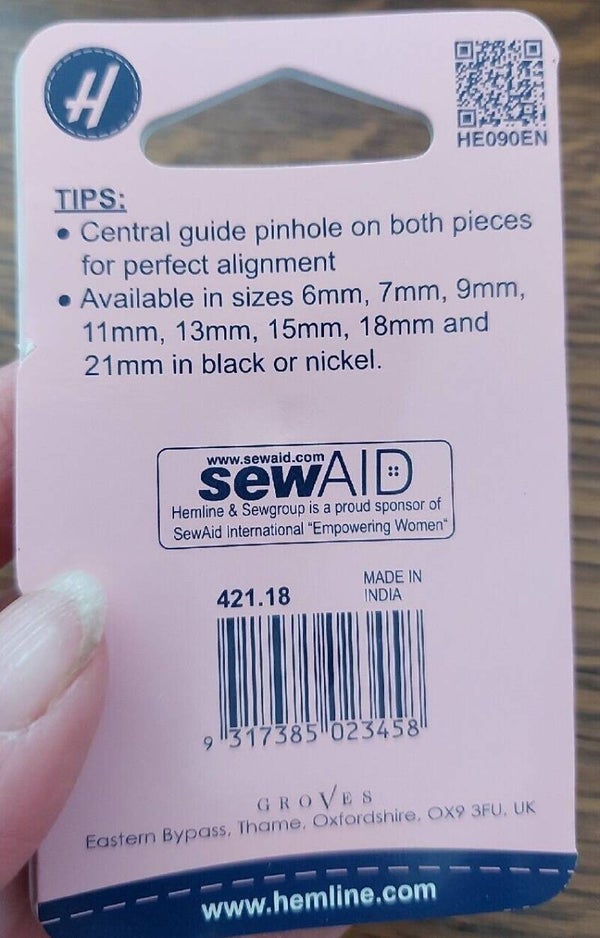 H
HE090EN
TIPS:
• Central guide pinhole on both pieces
for perfect alignment
• Available in sizes 6mm, 7mm, 9mm,
11mm, 13mm, 15mm, 18mm and
21mm in black or nickel.
www.sewaid.com
sewAID
Hemline & Sewgroup is a proud sponsor of
SewAid International "Empowering Women"
421.18
MADE IN
INDIA
9 317385 023458
GROVES
Eastern Bypass, Thame, Oxfordshire, OX9 3FU, UK
www.hemline.com